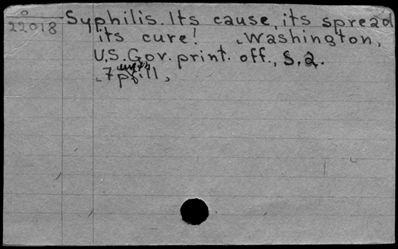 22018 Syphilis. Its cause, its spread
its cure! Washington,
U.S. Gov. print. off., S.a.
7 p. ill.